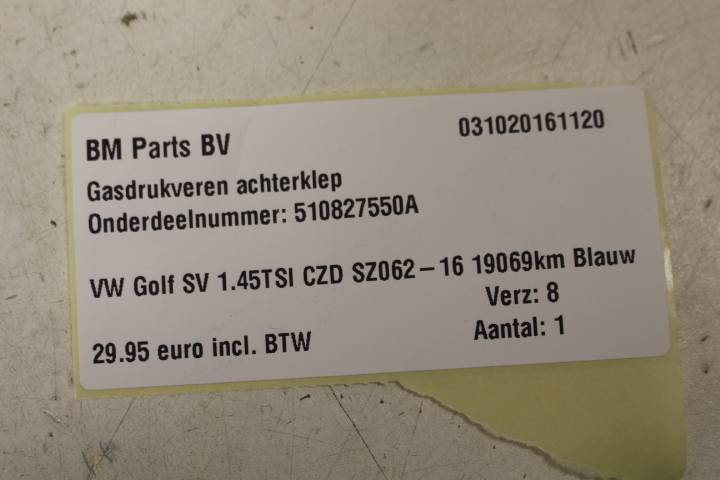 BM Parts BV 031020161120
Gasdrukveren achterklep
Onderdeelnummer: 510827550A
VW Golf SV 1.45TSI CZD SZ062-16 19069km Blauw
Verz: 8
29.95 euro incl. BTW Aantal: 1